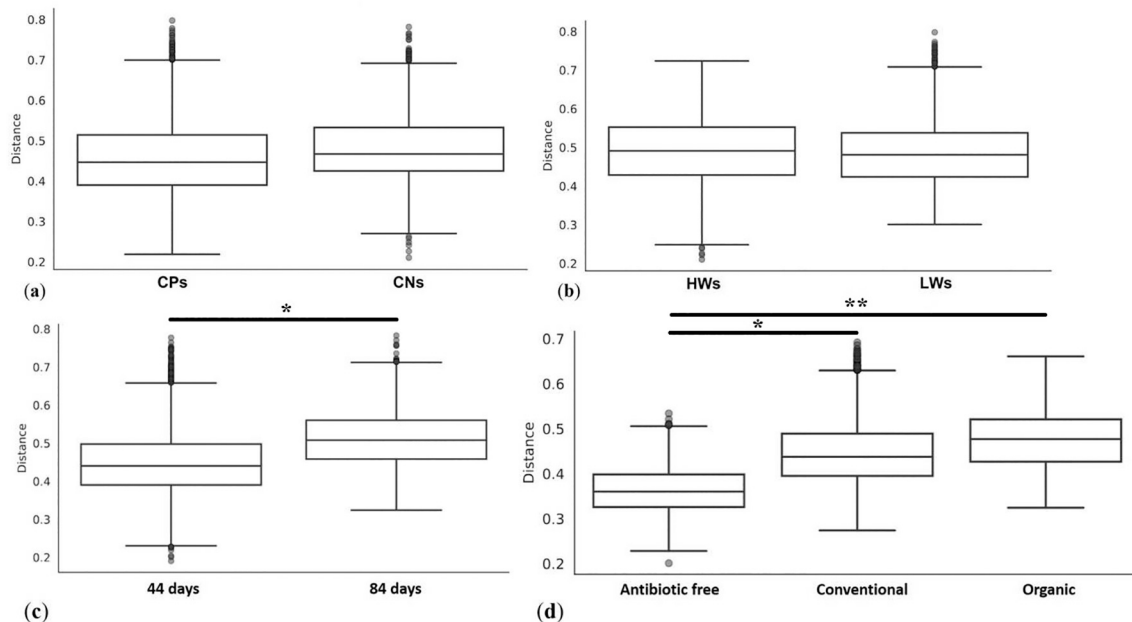 0.8
0.7
0.6
0.5
0.4
0.3
0.2
Distance
CPs
CNs
(a)
0.8
0.7
0.6
0.5
0.4
0.3
0.2
Distance
HWs
LWs
(b)
*
0.8
0.7
0.6
0.5
0.4
0.3
0.2
Distance
44 days
84 days
(c)
**
*
0.7
0.6
0.5
0.4
0.3
0.2
Distance
Antibiotic free
Conventional
Organic
(d)